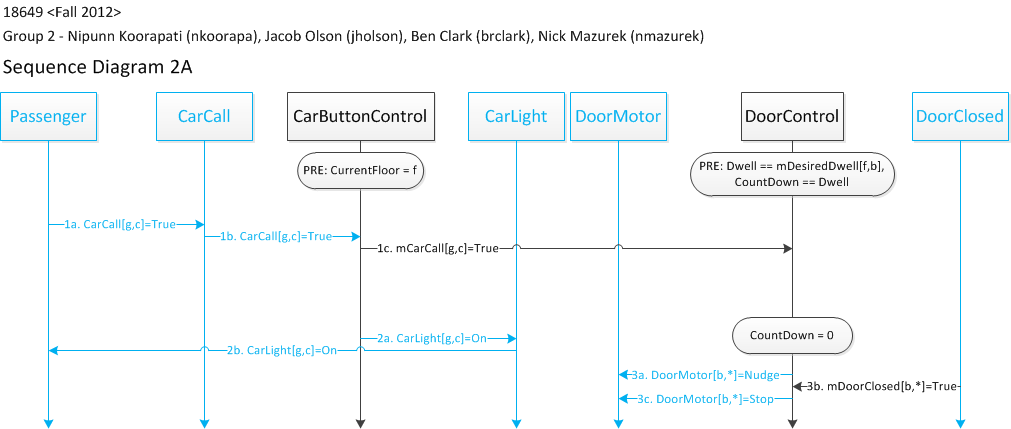 18649 <Fall 2012>
Group 2 - Nipunn Koorapati (nkoorapa), Jacob Olson (jholson), Ben Clark (brclark), Nick Mazurek (nmazurek)
Sequence Diagram 2A
Passenger
CarCall
CarButtonControl
CarLight
DoorMotor
DoorControl
DoorClosed
PRE: CurrentFloor = f
PRE: Dwell == mDesiredDwell[f,b],
CountDown == Dwell
1a. CarCall[g,c]=True
1b. CarCall[g,c]=True
1c. mCarCall[g,c]=True
CountDown = 0
2a. CarLight[g,c]=On
2b. CarLight[g,c]=On
3a. DoorMotor[b,*]=Nudge
3b. mDoorClosed[b,*]=True
3c. DoorMotor[b,*]=Stop